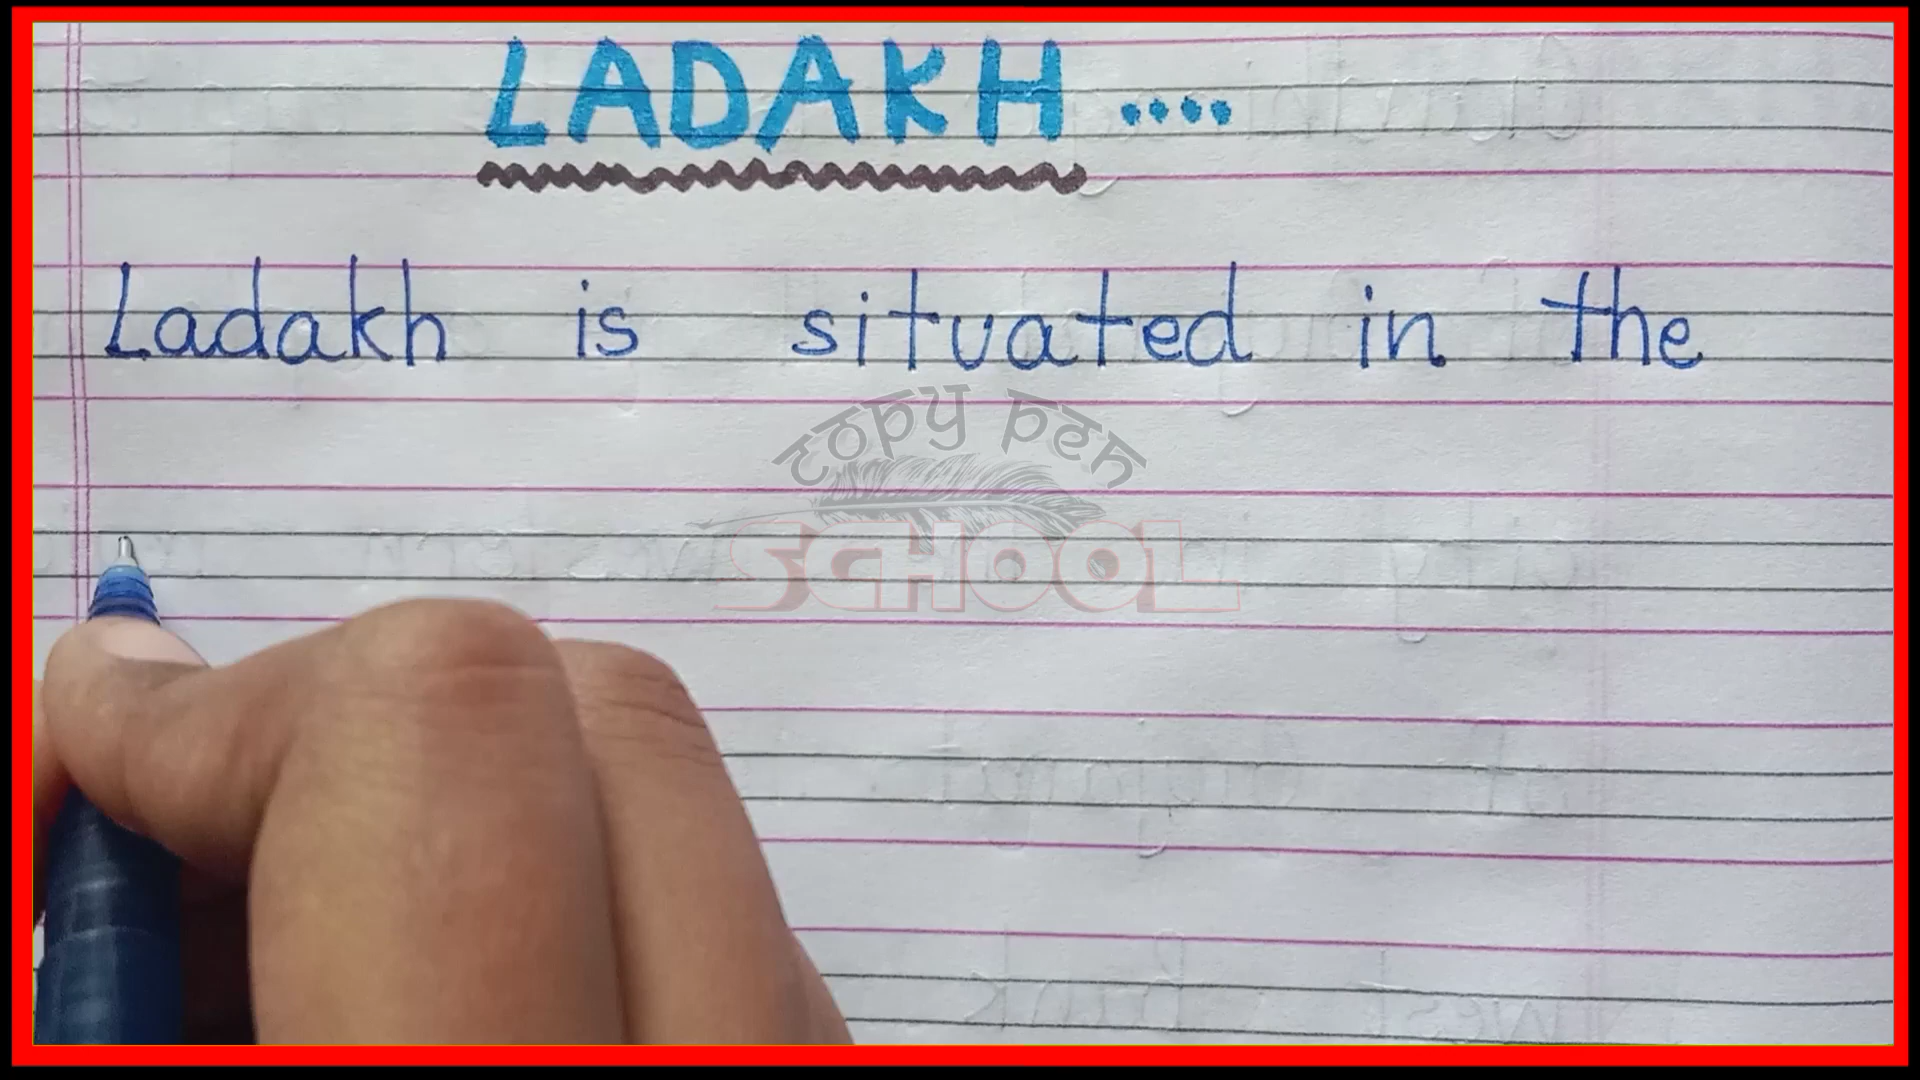 LADAKH ....
Ladakh is situated in the
COPY PEN
SCHOOL